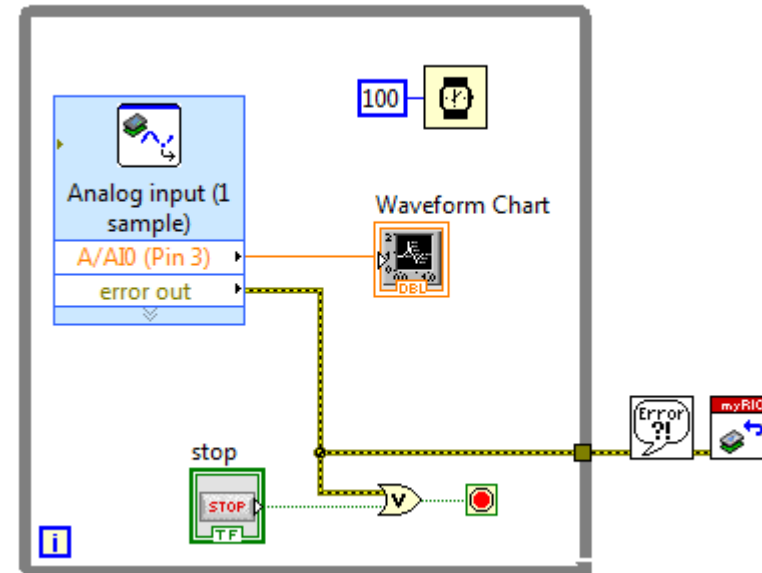 100
Analog input (1
sample)
Waveform Chart
A/AI0 (Pin 3)
DBL
error out
Error
?!
myRIO
stop
STOP
TF
V
i